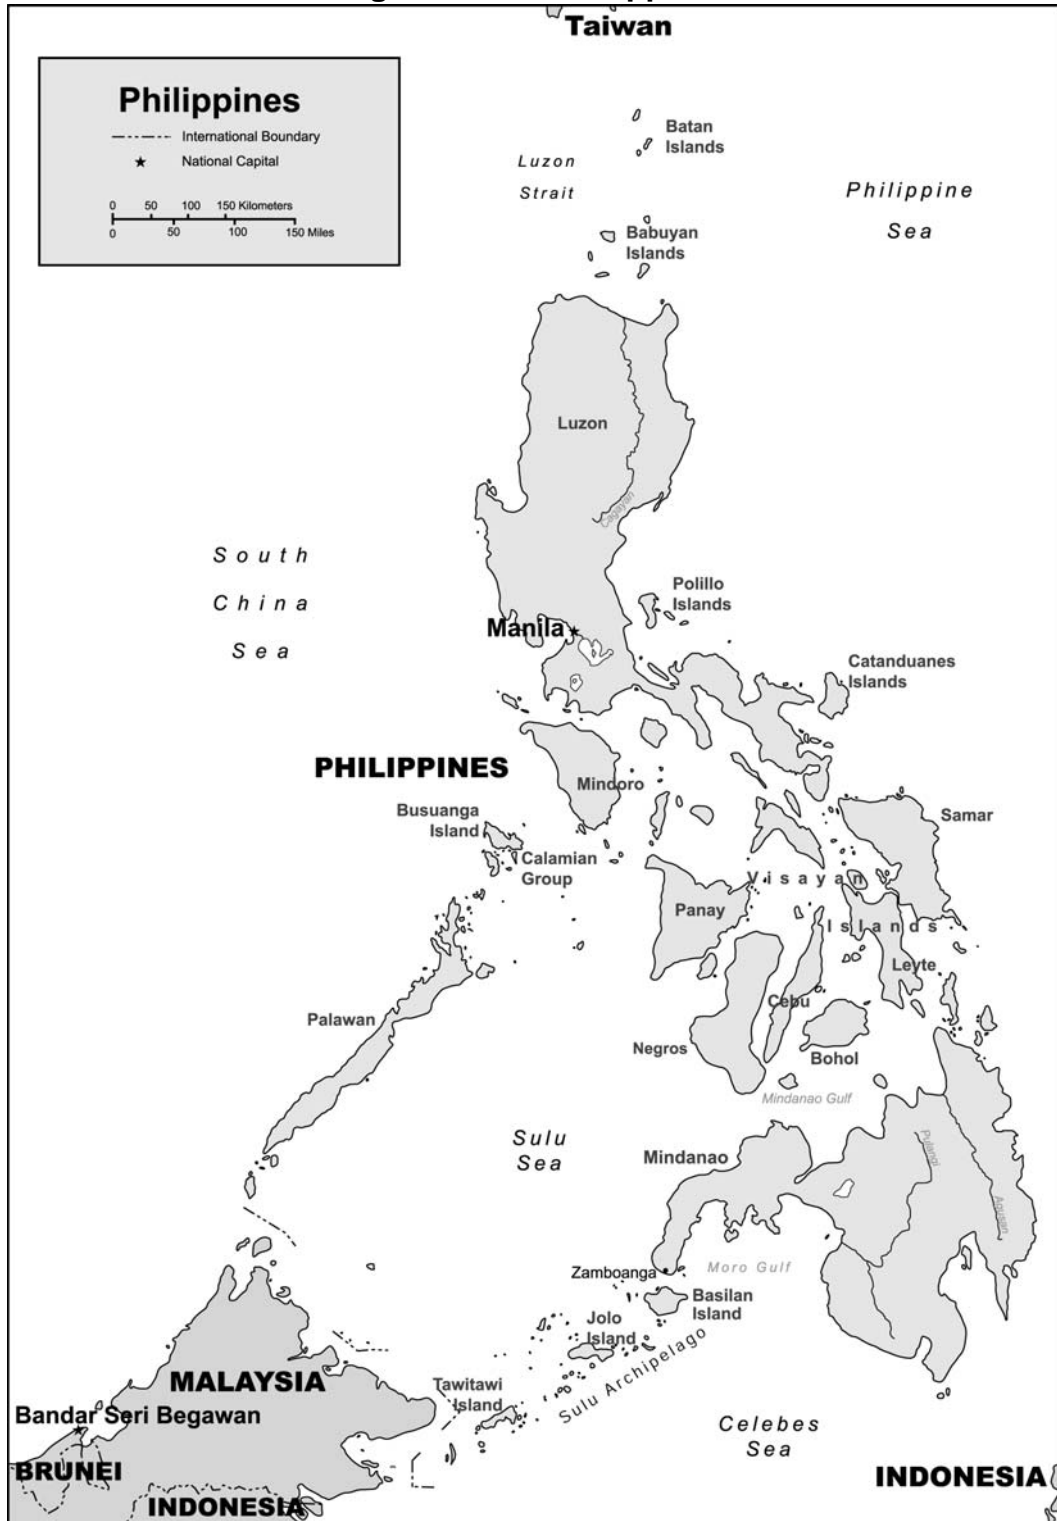 Taiwan
Philippines
International Boundary
National Capital
0 50 100 150 Kilometers
0 50 100 150 Miles
Batan
Islands
Luzon
Strait
Philippine
Sea
Babuyan
Islands
Luzon
Cagayan
South
China
Sea
Polillo
Islands
Manila
Catanduanes
Islands
PHILIPPINES
Mindoro
Busuanga
Island
Samar
Calamian
Group
Visayan
Islands
Panay
Leyte
Cebu
Palawan
Negros
Bohol
Mindanao Gulf
Sulu
Sea
Mindanao
Pulangi
Agusan
Zamboanga
Moro Gulf
Basilan
Island
Jolo
Island
Sulu Archipelago
MALAYSIA
Tawitawi
Island
Bandar Seri Begawan
Celebes
Sea
BRUNEI
INDONESIA
INDONESIA